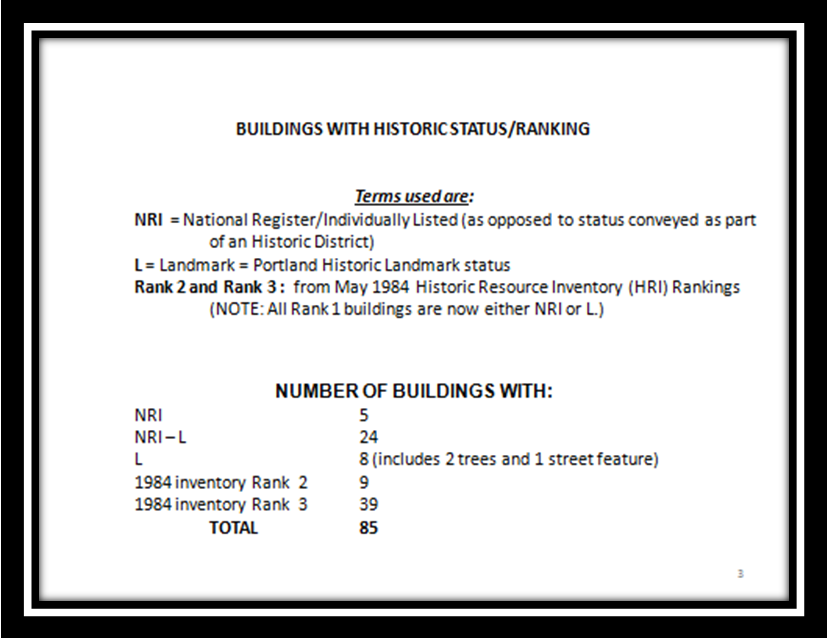 BUILDINGS WITH HISTORIC STATUS/RANKING
Terms used are:
NRI = National Register/Individually Listed (as opposed to status conveyed as part
of an Historic District)
L = Landmark = Portland Historic Landmark status
Rank 2 and Rank 3 : from May 1984 Historic Resource Inventory (HRI) Rankings
(NOTE: All Rank 1 buildings are now either NRI or L.)
NUMBER OF BUILDINGS WITH:
NRI 5
NRI – L 24
L 8 (includes 2 trees and 1 street feature)
1984 inventory Rank 2 9
1984 inventory Rank 3 39
TOTAL 85
3